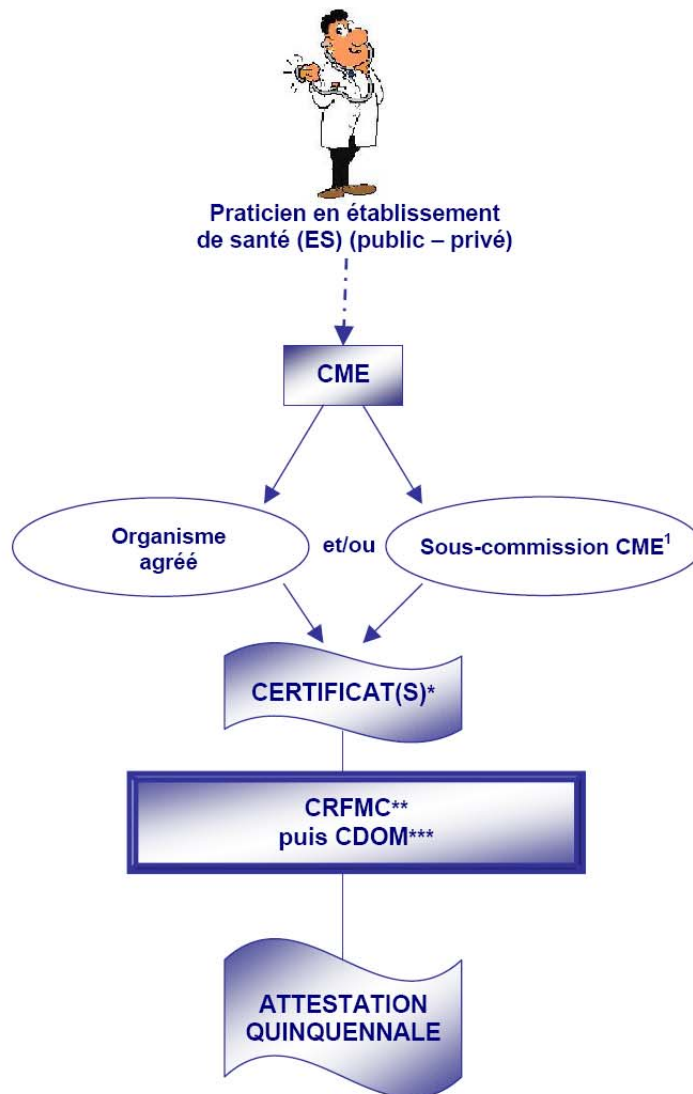 Praticien en établissement
de santé (ES) (public – privé)
CME
Organisme
agréé
et/ou
Sous-commission CME¹
CERTIFICAT(S)*
CRFMC**
puis CDOM***
ATTESTATION
QUINQUENNALE